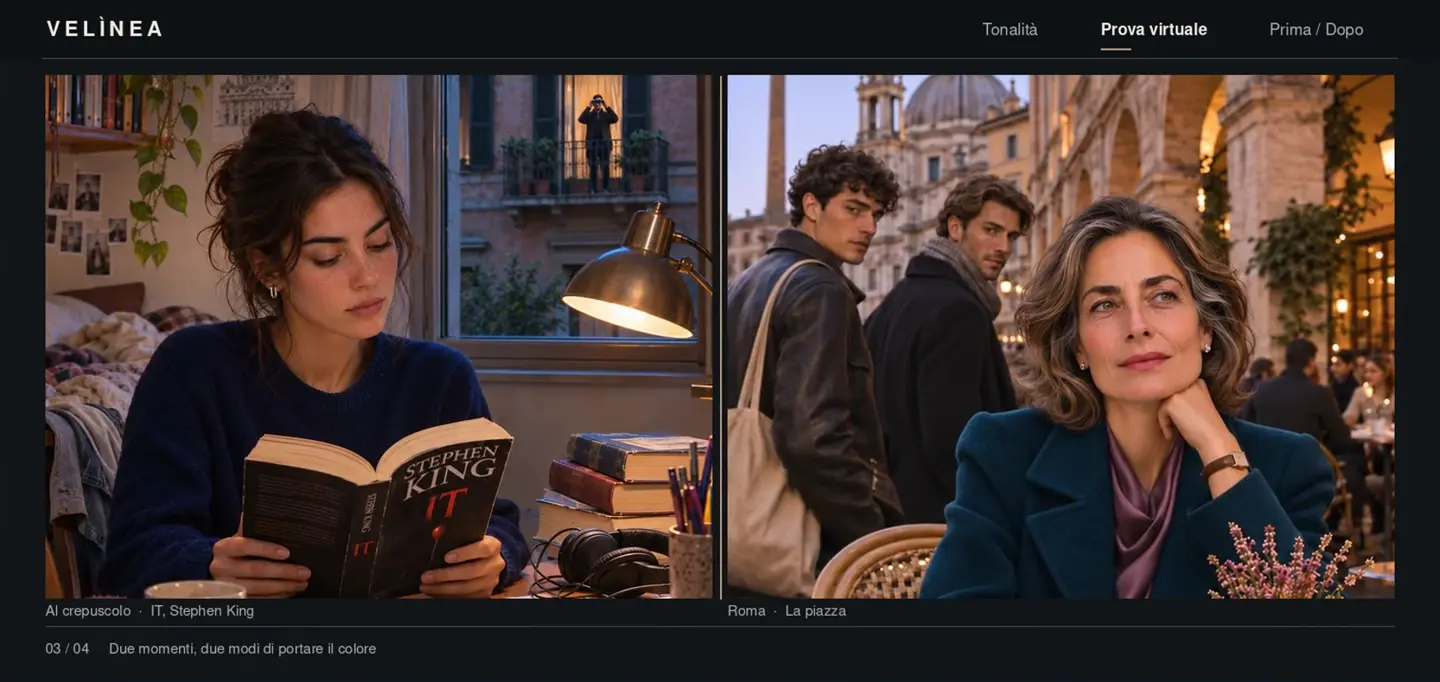 VELÌNEA
Tonalità
Prova virtuale
Prima / Dopo
STEPHEN
KING
IT
STEPHEN KING
IT
Al crepuscolo · IT, Stephen King
Roma · La piazza
03 / 04 Due momenti, due modi di portare il colore